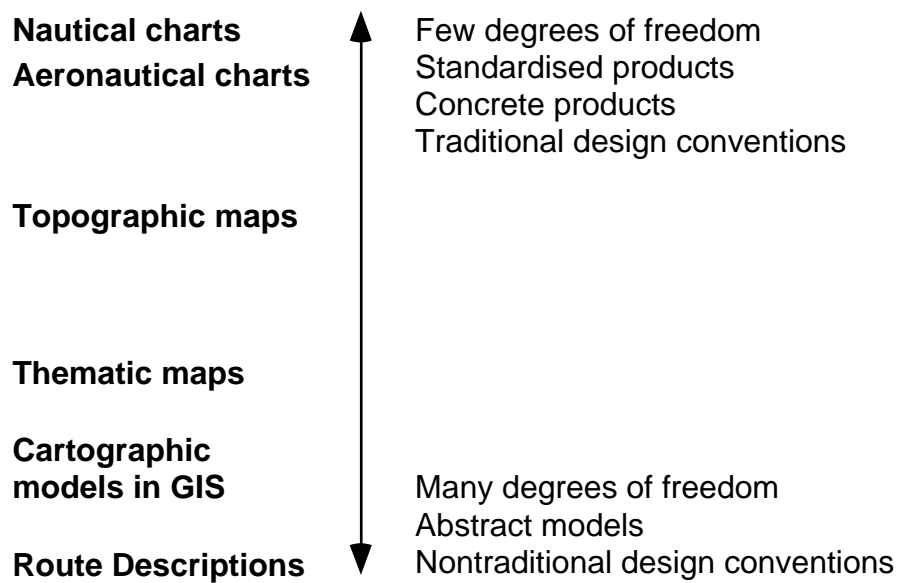 Nautical charts
Aeronautical charts
Few degrees of freedom
Standardised products
Concrete products
Traditional design conventions
Topographic maps
Thematic maps
Cartographic
models in GIS
Route Descriptions
Many degrees of freedom
Abstract models
Nontraditional design conventions